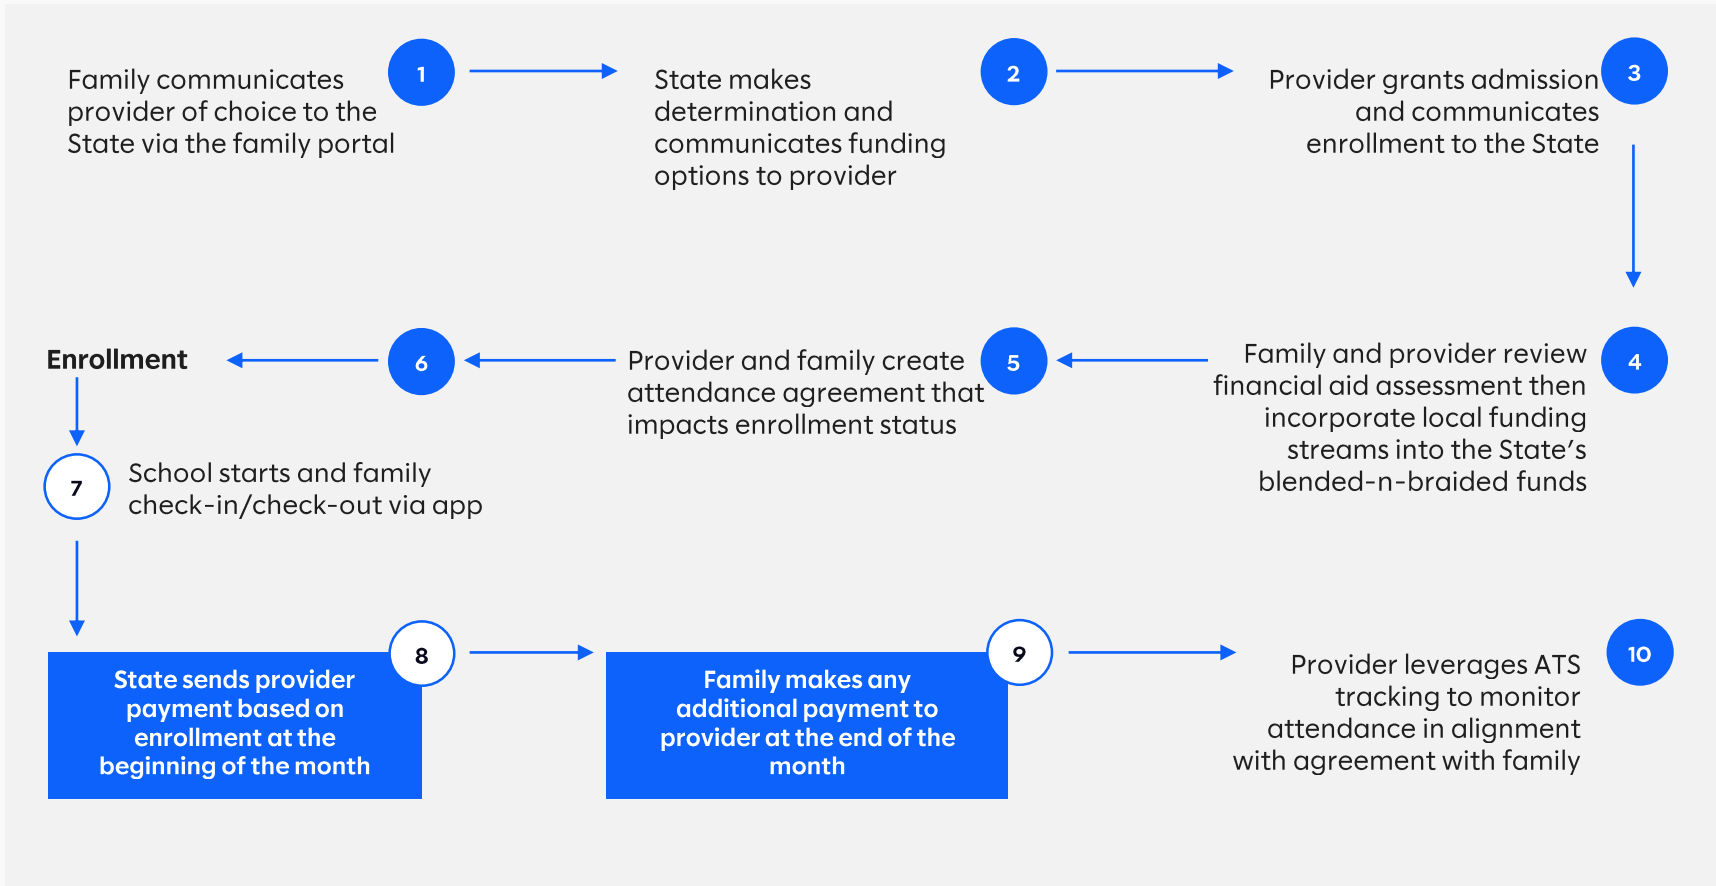 Family communicates
provider of choice to the
State via the family portal
1
State makes
determination and
communicates funding
options to provider
2
Provider grants admission
and communicates
enrollment to the State
3
Family and provider review
financial aid assessment then
incorporate local funding
streams into the State's
blended-n-braided funds
4
Provider and family create
attendance agreement that
impacts enrollment status
5
6
Enrollment
7
School starts and family
check-in/check-out via app
8
State sends provider
payment based on
enrollment at the
beginning of the month
9
Family makes any
additional payment to
provider at the end of the
month
10
Provider leverages ATS
tracking to monitor
attendance in alignment
with agreement with family